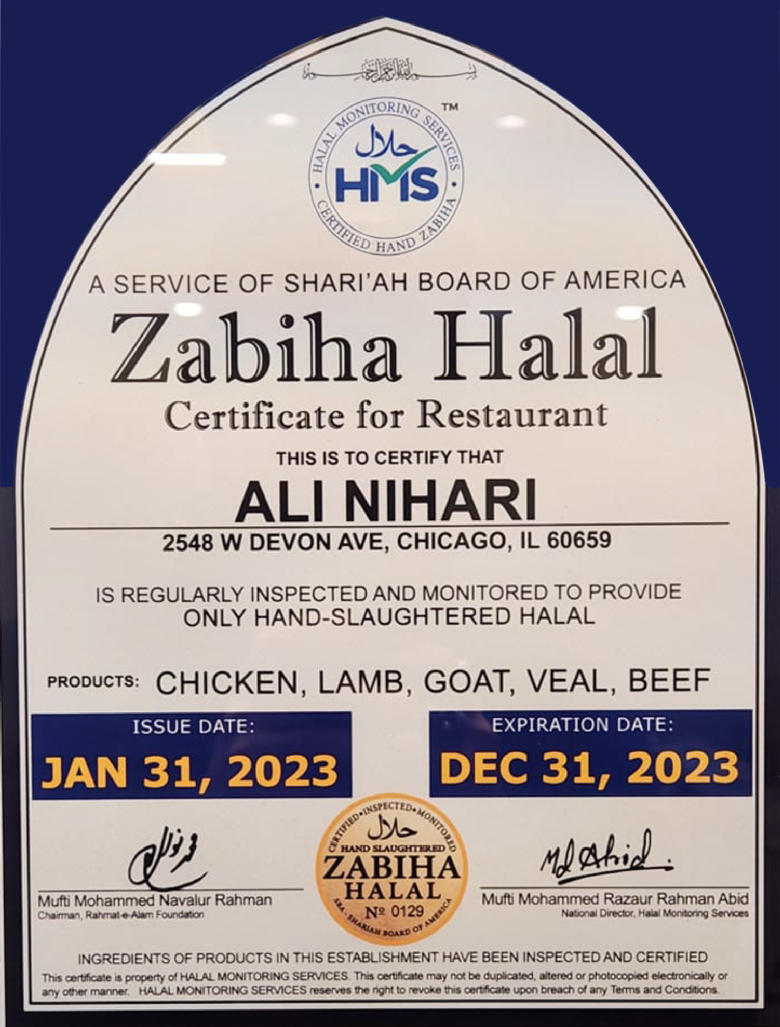 HALAL MONITORING SERVICES
TM
حلال
HMS
CERTIFIED HAND ZABIHA
A SERVICE OF SHARI'AH BOARD OF AMERICA
Zabiha Halal
Certificate for Restaurant
THIS IS TO CERTIFY THAT
ALI NIHARI
2548 W DEVON AVE, CHICAGO, IL 60659
IS REGULARLY INSPECTED AND MONITORED TO PROVIDE
ONLY HAND-SLAUGHTERED HALAL
PRODUCTS: CHICKEN, LAMB, GOAT, VEAL, BEEF
ISSUE DATE:
JAN 31, 2023
EXPIRATION DATE:
DEC 31, 2023
CERTIFIED•INSPECTED•MONITORED
حلال
HAND SLAUGHTERED
ZABIHA
HALAL
Nº 0129
SBA - SHARIAH BOARD OF AMERICA
Mufti Mohammed Navalur Rahman
Chairman, Rahmat-e-Alam Foundation
Md Abid.
Mufti Mohammed Razaur Rahman Abid
National Director, Halal Monitoring Services
INGREDIENTS OF PRODUCTS IN THIS ESTABLISHMENT HAVE BEEN INSPECTED AND CERTIFIED
This certificate is property of HALAL MONITORING SERVICES. This certificate may not be duplicated, altered or photocopied electronically or
any other manner. HALAL MONITORING SERVICES reserves the right to revoke this certificate upon breach of any Terms and Conditions.